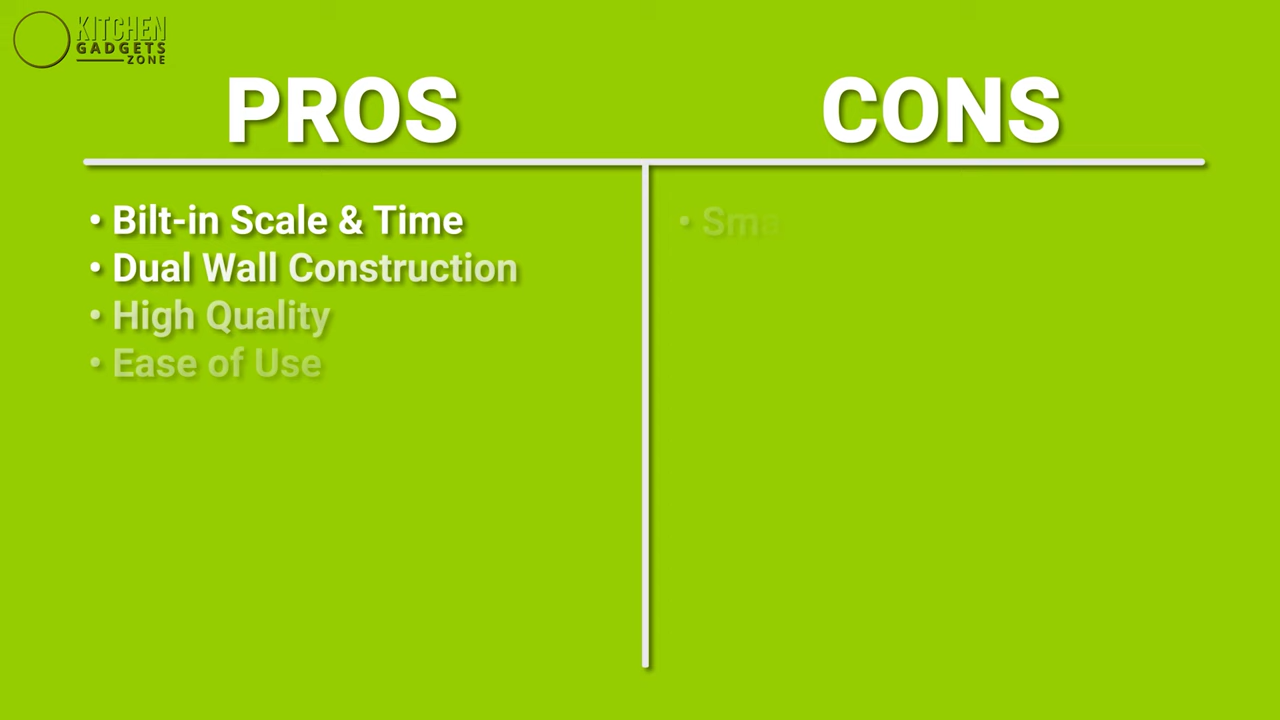 KITCHEN
GADGETS
ZONE
PROS
CONS
• Bilt-in Scale & Time
• Dual Wall Construction
• High Quality
• Ease of Use